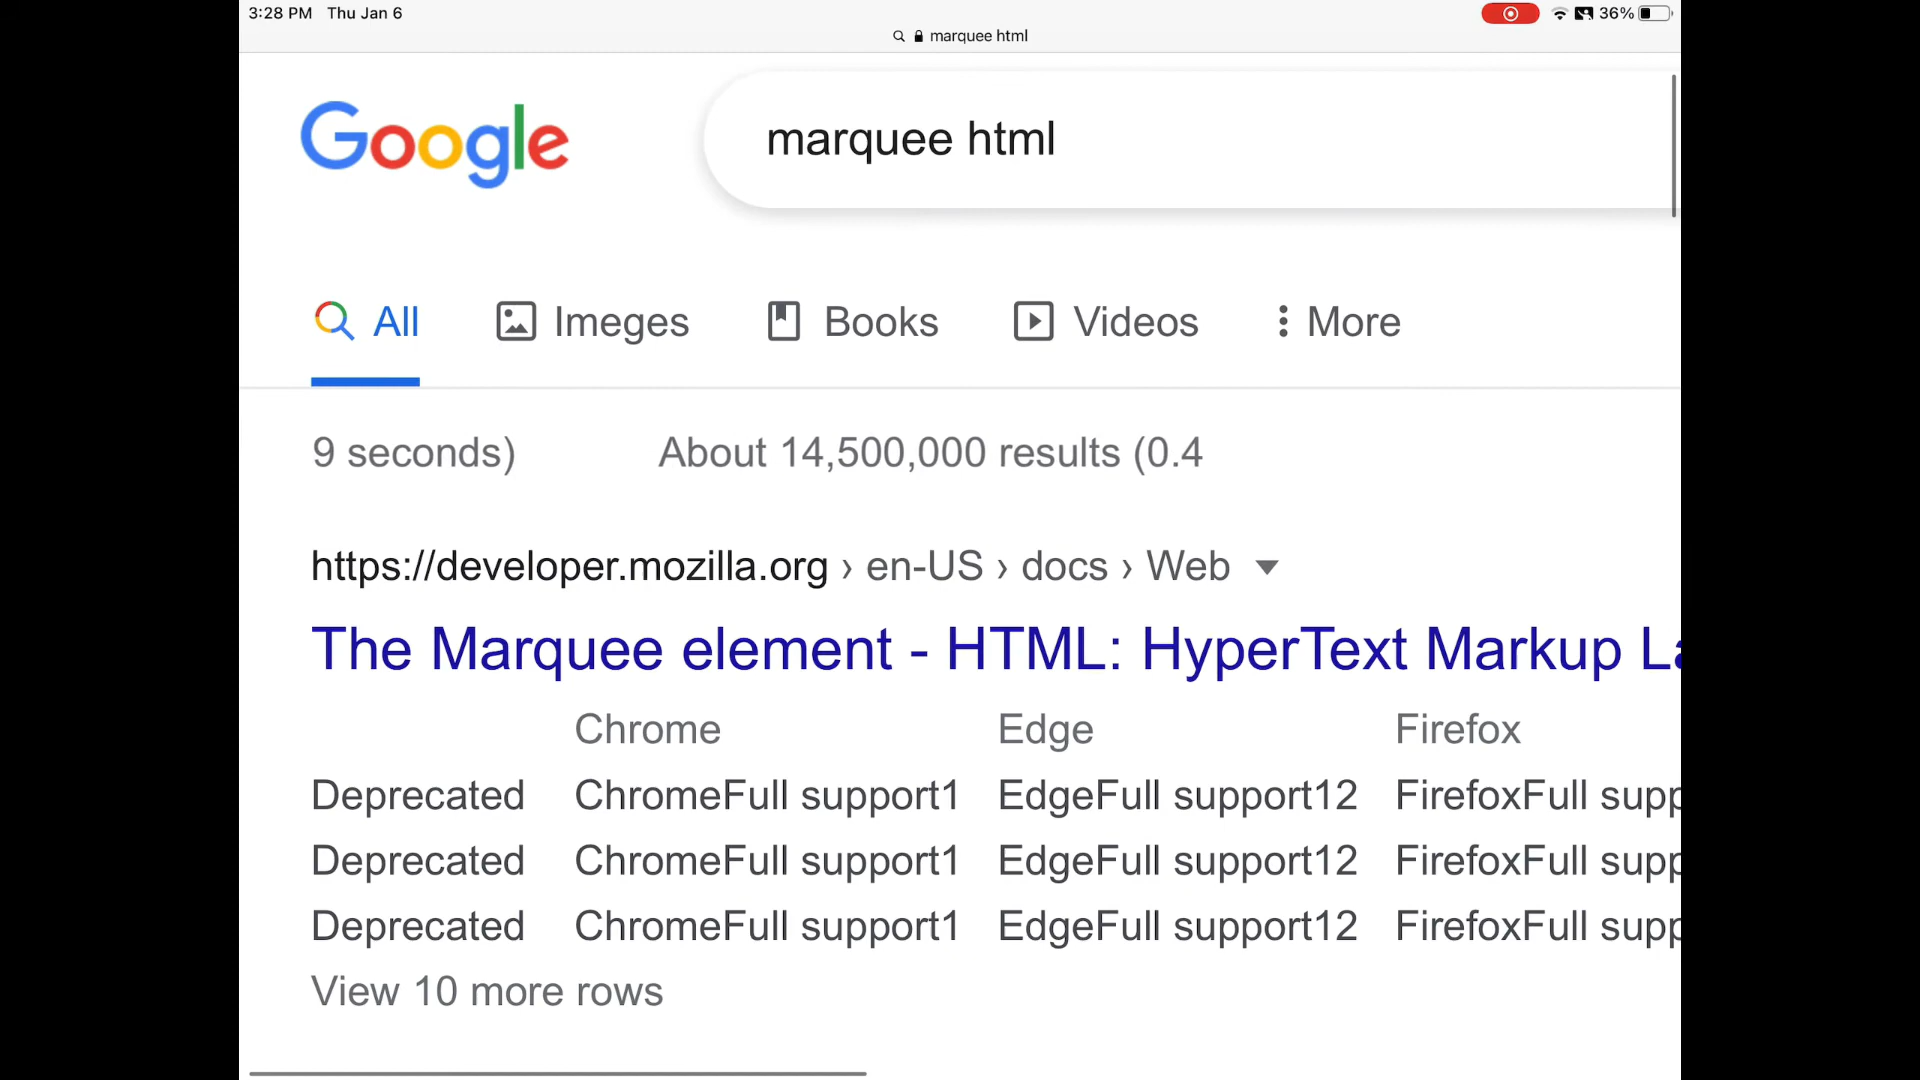 3:28 PM Thu Jan 6
36%
marquee html
Google
marquee html
All Imeges Books Videos More
9 seconds) About 14,500,000 results (0.4
https://developer.mozilla.org › en-US › docs › Web
The Marquee element - HTML: HyperText Markup La
Chrome Edge Firefox
Deprecated ChromeFull support1 EdgeFull support12 FirefoxFull supp
Deprecated ChromeFull support1 EdgeFull support12 FirefoxFull supp
Deprecated ChromeFull support1 EdgeFull support12 FirefoxFull supp
View 10 more rows